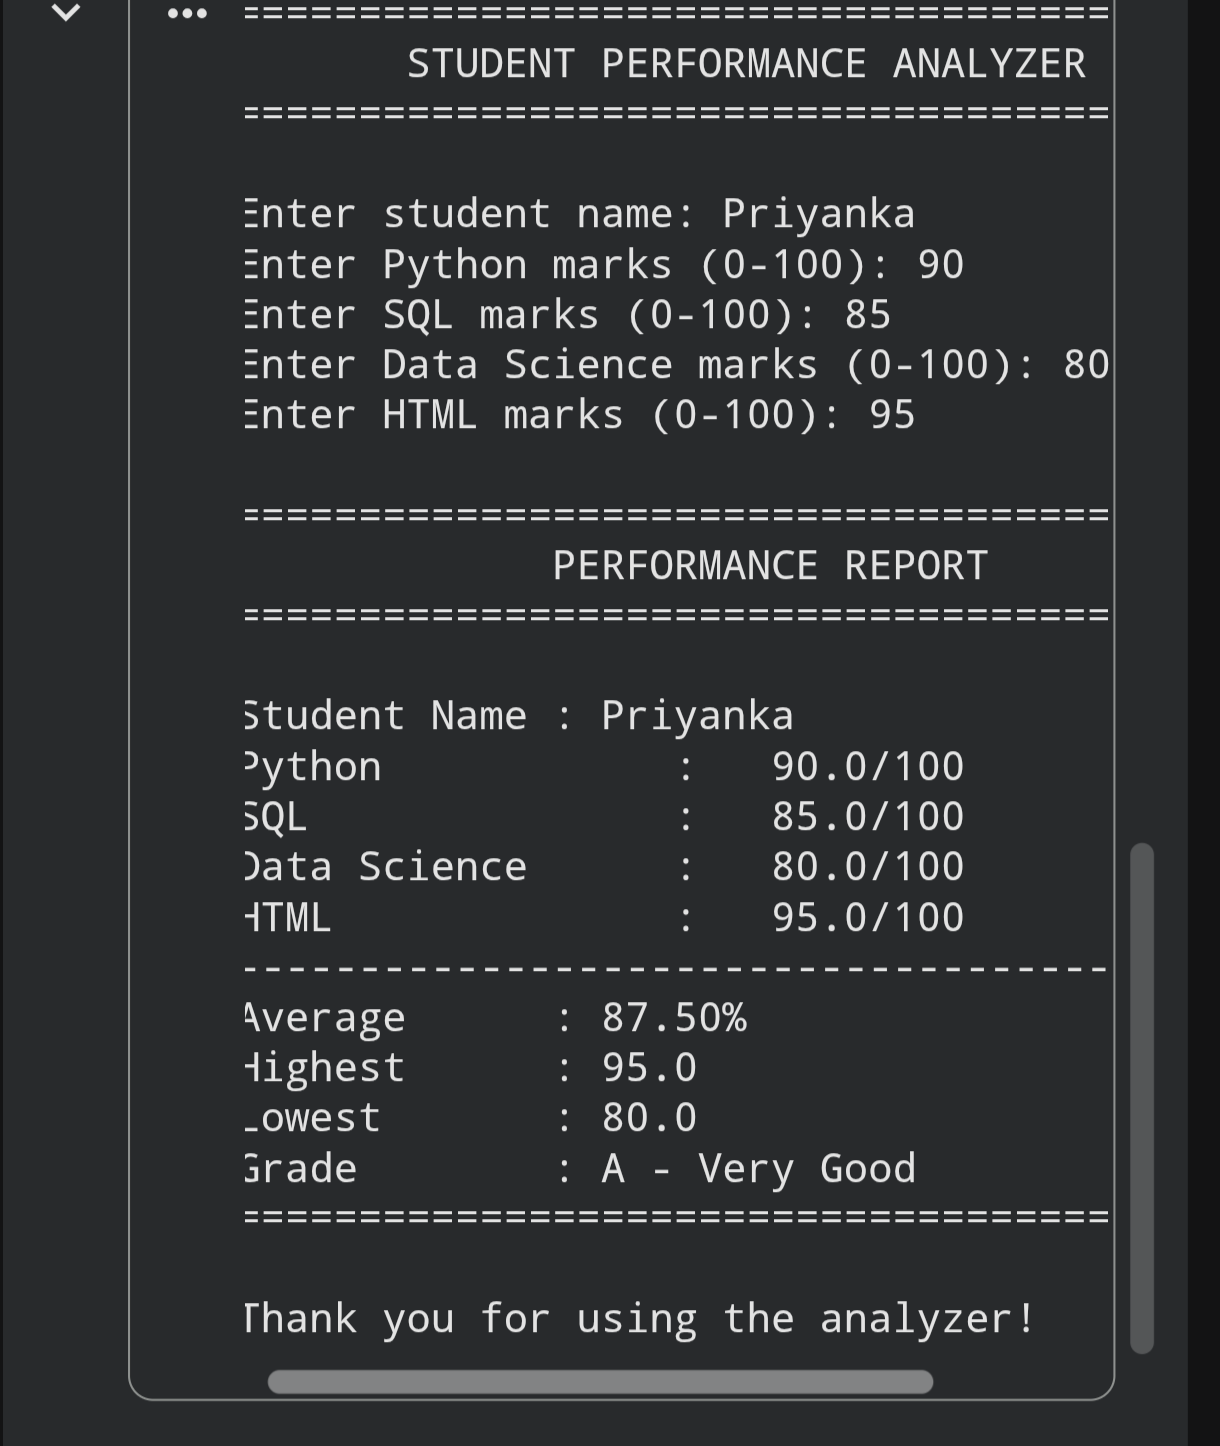 ===================================
STUDENT PERFORMANCE ANALYZER
===================================
Enter student name: Priyanka
Enter Python marks (0-100): 90
Enter SQL marks (0-100): 85
Enter Data Science marks (0-100): 80
Enter HTML marks (0-100): 95
===================================
PERFORMANCE REPORT
===================================
Student Name : Priyanka
Python            :   90.0/100
SQL               :   85.0/100
Data Science      :   80.0/100
HTML              :   95.0/100
------------------------------------
Average      : 87.50%
Highest      : 95.0
Lowest       : 80.0
Grade        : A - Very Good
===================================
Thank you for using the analyzer!